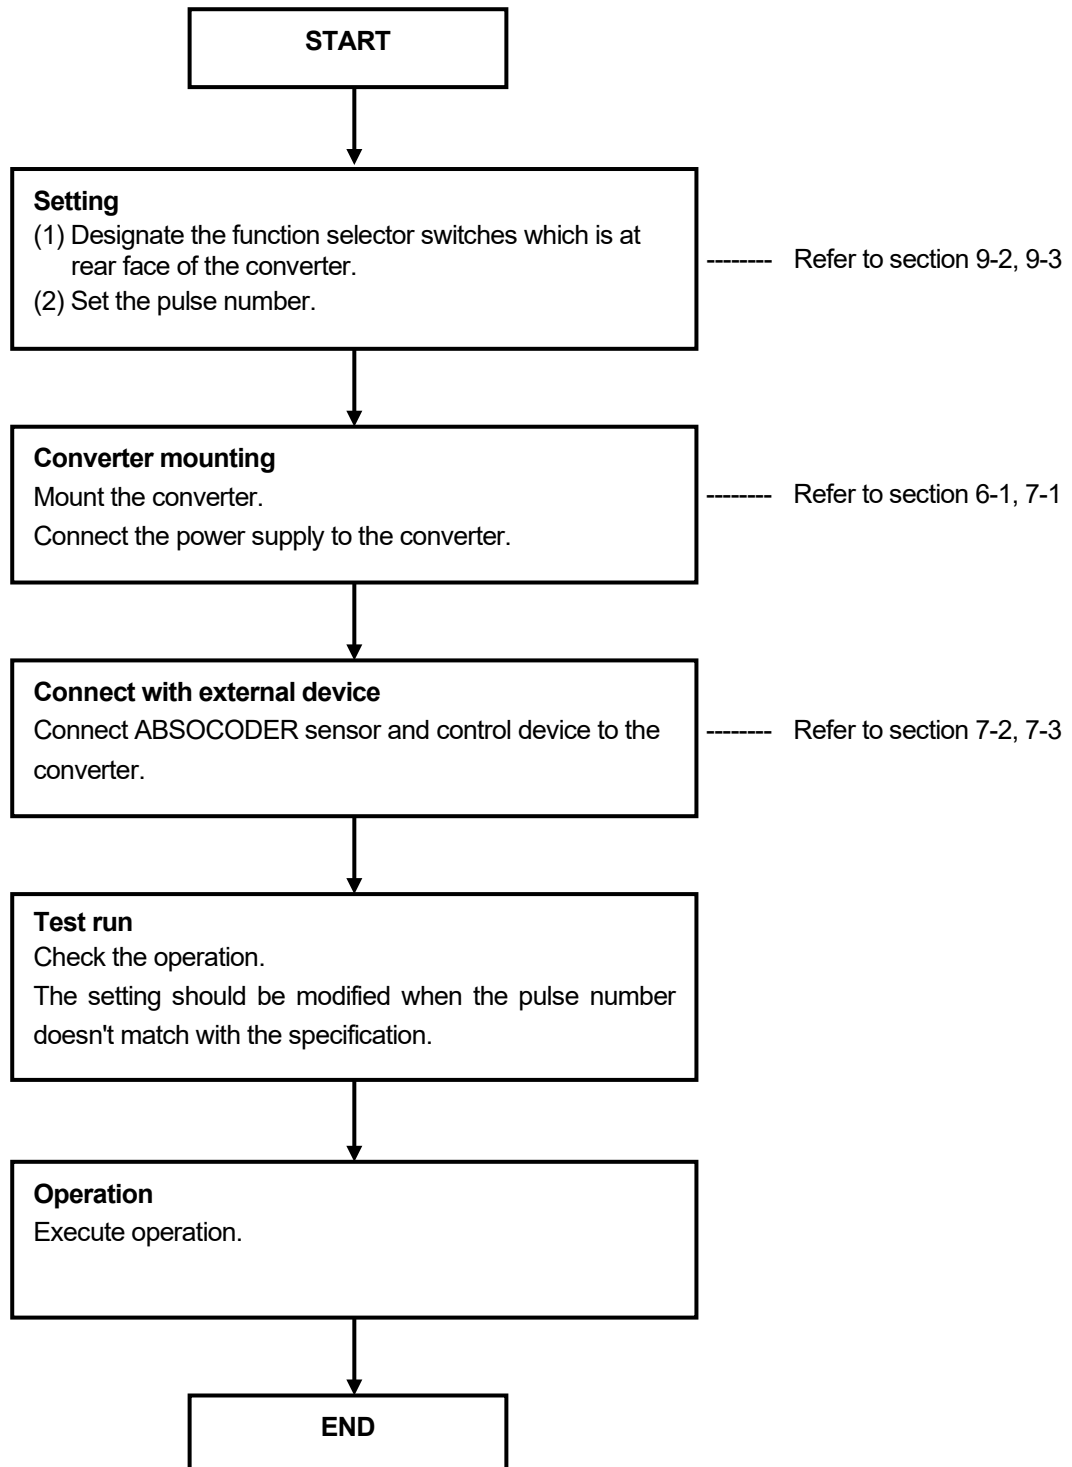 START
Setting
(1) Designate the function selector switches which is at
rear face of the converter.
(2) Set the pulse number.
-------- Refer to section 9-2, 9-3
Converter mounting
Mount the converter.
Connect the power supply to the converter.
-------- Refer to section 6-1, 7-1
Connect with external device
Connect ABSOCODER sensor and control device to the
converter.
-------- Refer to section 7-2, 7-3
Test run
Check the operation.
The setting should be modified when the pulse number
doesn't match with the specification.
Operation
Execute operation.
END